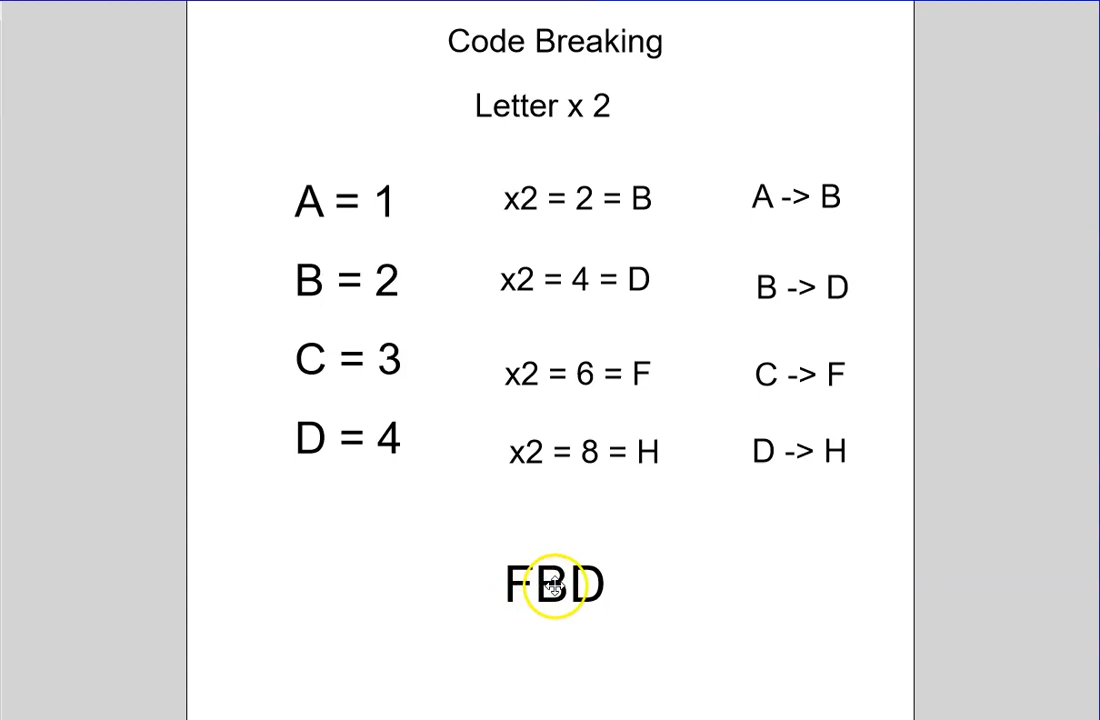 Code Breaking
Letter x 2
A = 1 x2 = 2 = B A -> B
B = 2 x2 = 4 = D B -> D
C = 3 x2 = 6 = F C -> F
D = 4 x2 = 8 = H D -> H
FBD